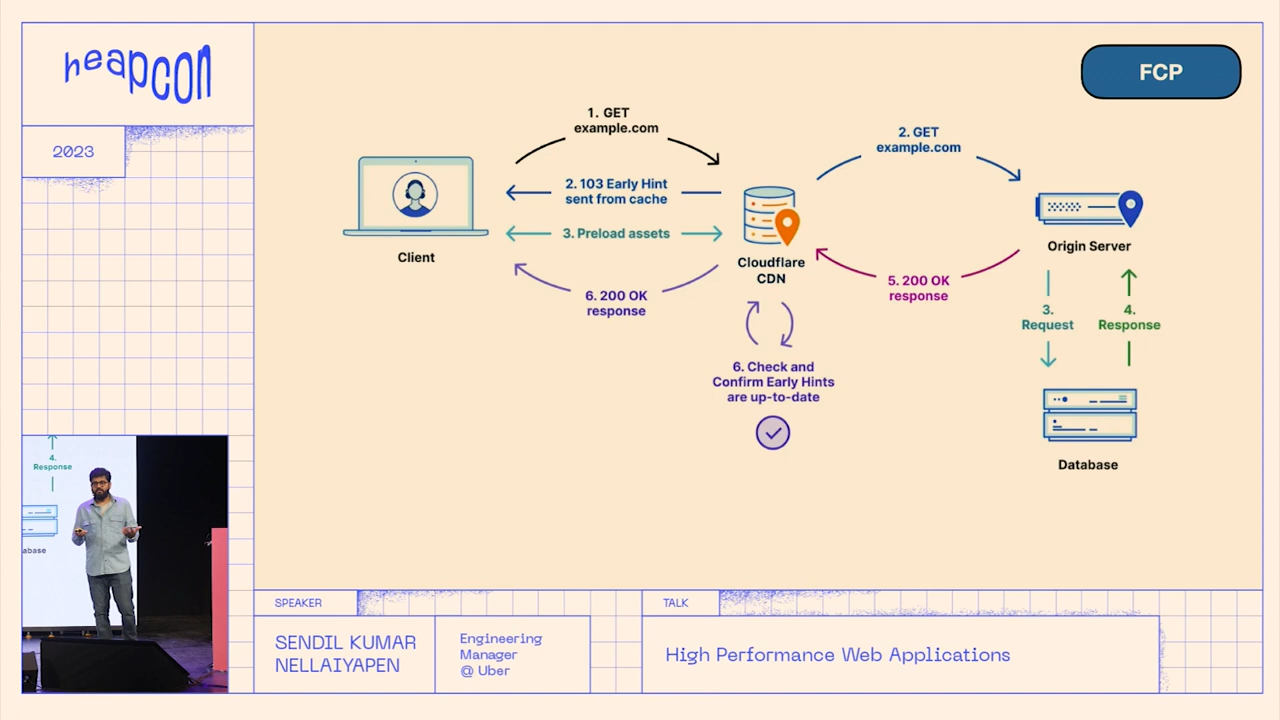 heapcon
2023
FCP
1. GET
example.com
2. GET
example.com
2. 103 Early Hint
sent from cache
3. Preload assets
Client
Cloudflare
CDN
Origin Server
6. 200 OK
response
5. 200 OK
response
3.
Request
4.
Response
6. Check and
Confirm Early Hints
are up-to-date
Database
4.
Response
abase
SPEAKER
SENDIL KUMAR
NELLAIYAPEN
Engineering
Manager
@ Uber
TALK
High Performance Web Applications